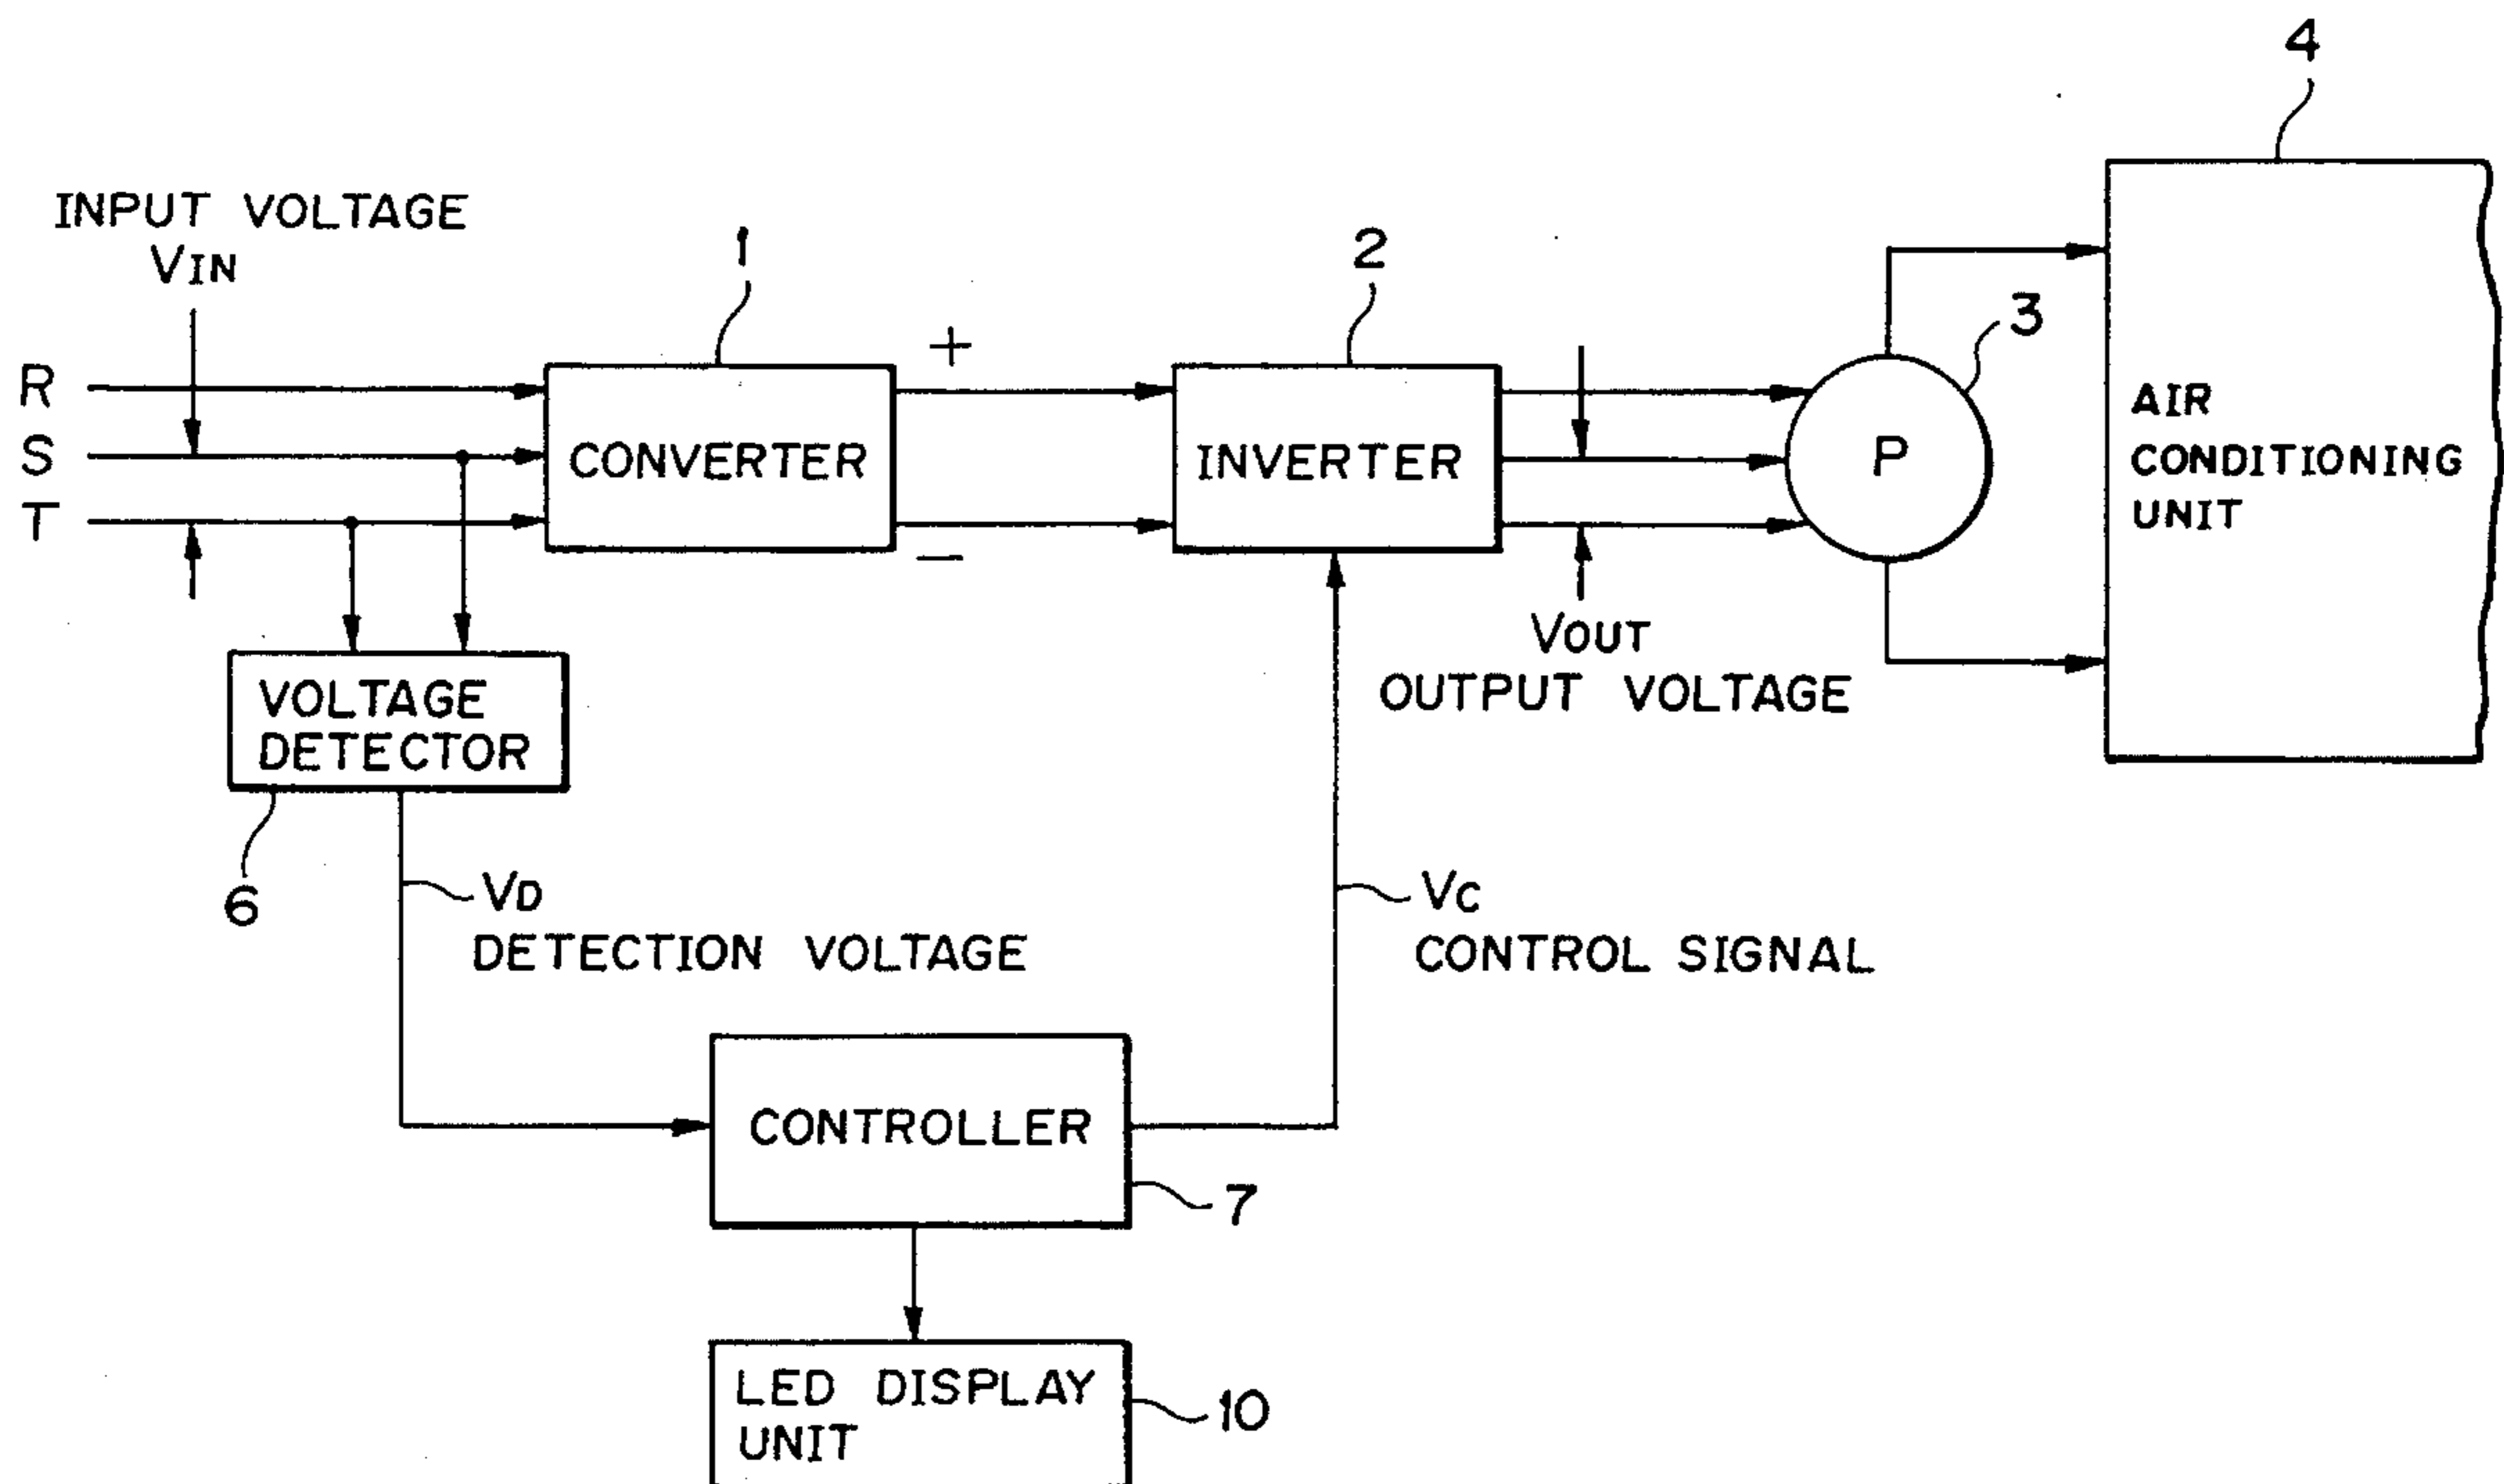 4
INPUT VOLTAGE
VIN
1
2
3
+
R
S
T
CONVERTER
INVERTER
P
AIR
CONDITIONING
UNIT
−
VOUT
OUTPUT VOLTAGE
VOLTAGE
DETECTOR
6
VD
DETECTION VOLTAGE
VC
CONTROL SIGNAL
CONTROLLER
7
LED DISPLAY
UNIT
10